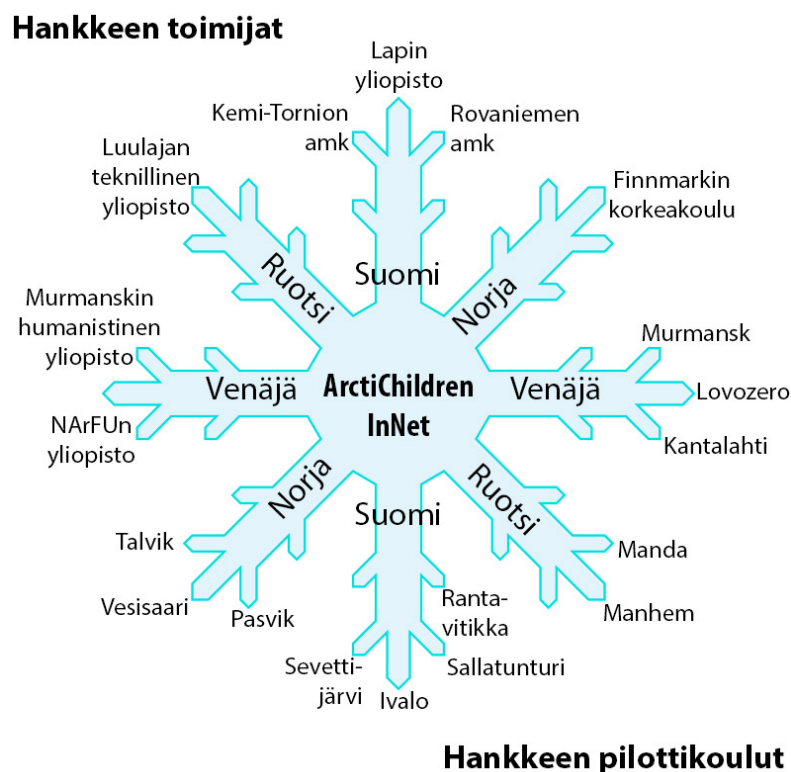 Hankkeen toimijat
Lapin
yliopisto
Kemi-Tornion
amk
Rovaniemen
amk
Luulajan
teknillinen
yliopisto
Finnmarkin
korkeakoulu
Ruotsi
Suomi
Norja
Murmanskin
humanistinen
yliopisto
Murmansk
Venäjä
ArctiChildren
InNet
Venäjä
Lovozero
NArFUn
yliopisto
Kantalahti
Norja
Suomi
Ruotsi
Talvik
Manda
Vesisaari
Pasvik
Ranta-
vitikka
Manhem
Sevetti-
järvi
Ivalo
Sallatunturi
Hankkeen pilottikoulut